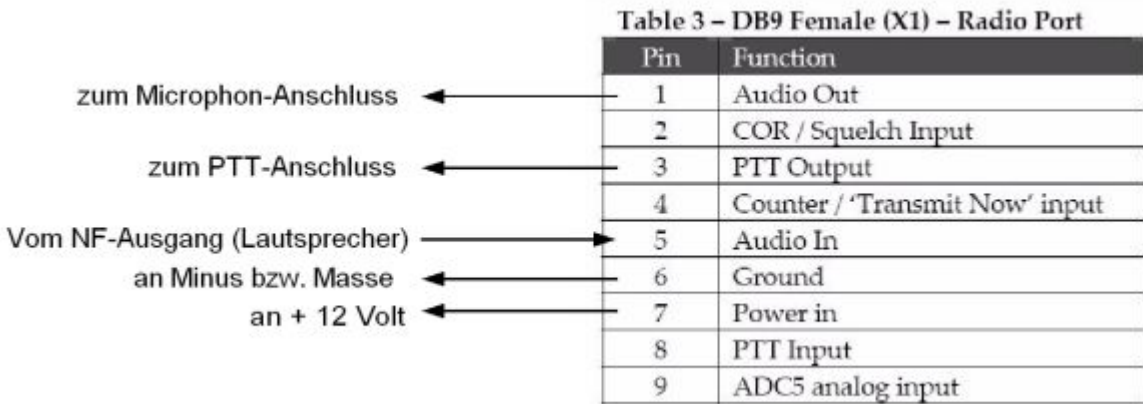 Table 3 – DB9 Female (X1) – Radio Port
Pin Function
zum Microphon-Anschluss 1 Audio Out
2 COR / Squelch Input
zum PTT-Anschluss 3 PTT Output
4 Counter / ‘Transmit Now’ input
Vom NF-Ausgang (Lautsprecher) 5 Audio In
an Minus bzw. Masse 6 Ground
an + 12 Volt 7 Power in
8 PTT Input
9 ADC5 analog input